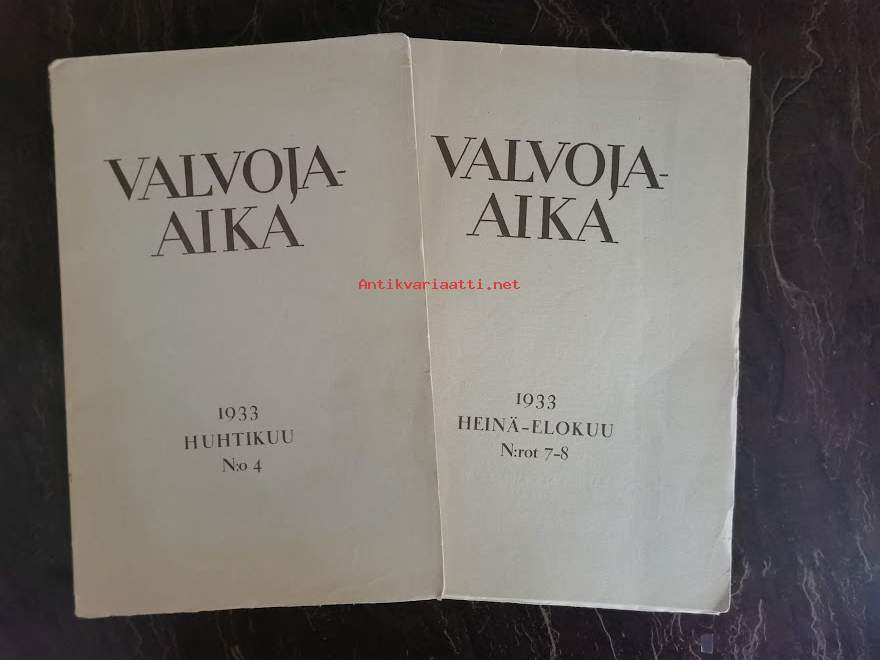 VALVOJA-
AIKA
1933
HUHTIKUU
N:o 4
VALVOJA-
AIKA
1933
HEINÄ-ELOKUU
N:rot 7-8
Antikvariaatti.net